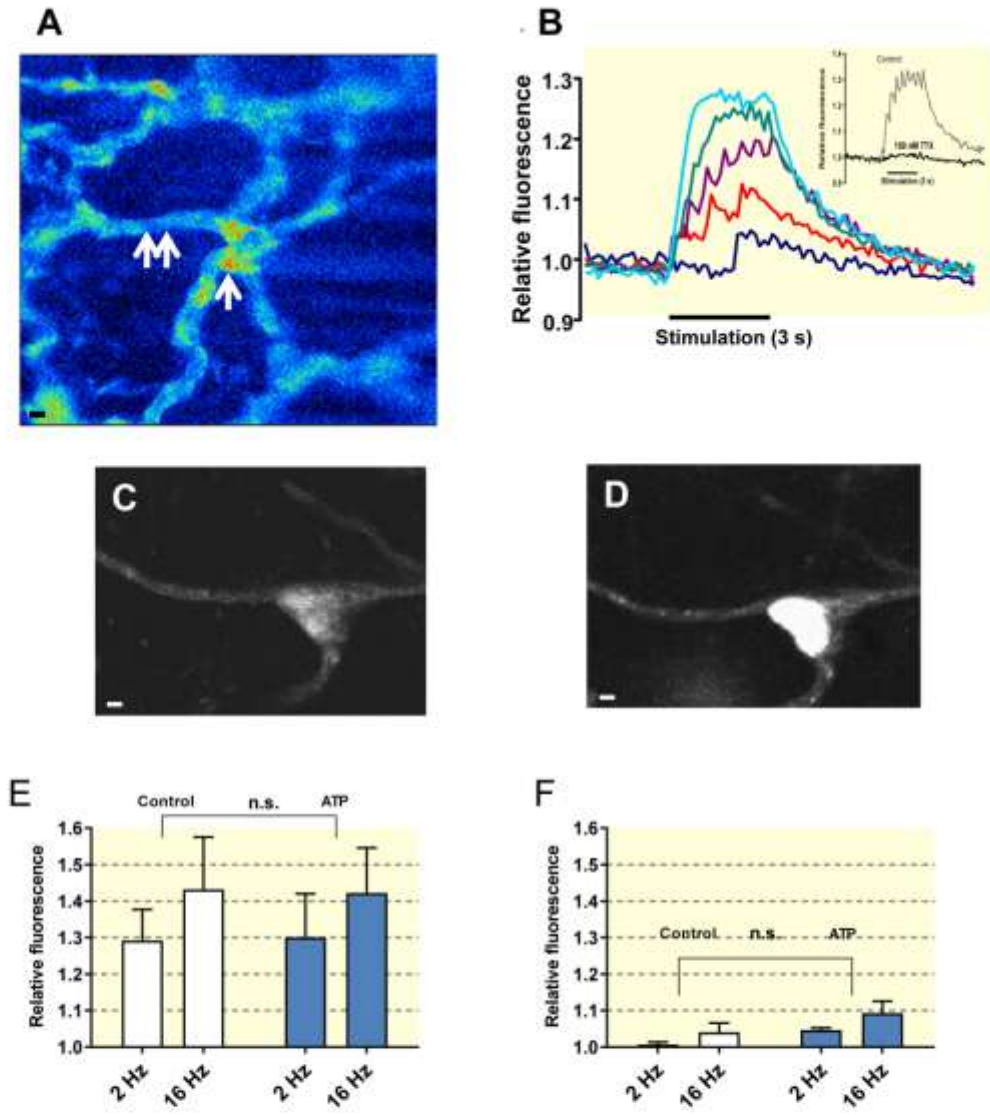 A
B
Relative fluorescence
1.3
1.2
1.1
1.0
0.9
Stimulation (3 s)
Control
100 nM TTX
Stimulation (3 s)
C
D
E
Control n.s. ATP
Relative fluorescence
1.6
1.5
1.4
1.3
1.2
1.1
1.0
2 Hz 16 Hz 2 Hz 16 Hz
F
Relative fluorescence
1.6
1.5
1.4
1.3
1.2
1.1
1.0
Control n.s. ATP
2 Hz 16 Hz 2 Hz 16 Hz